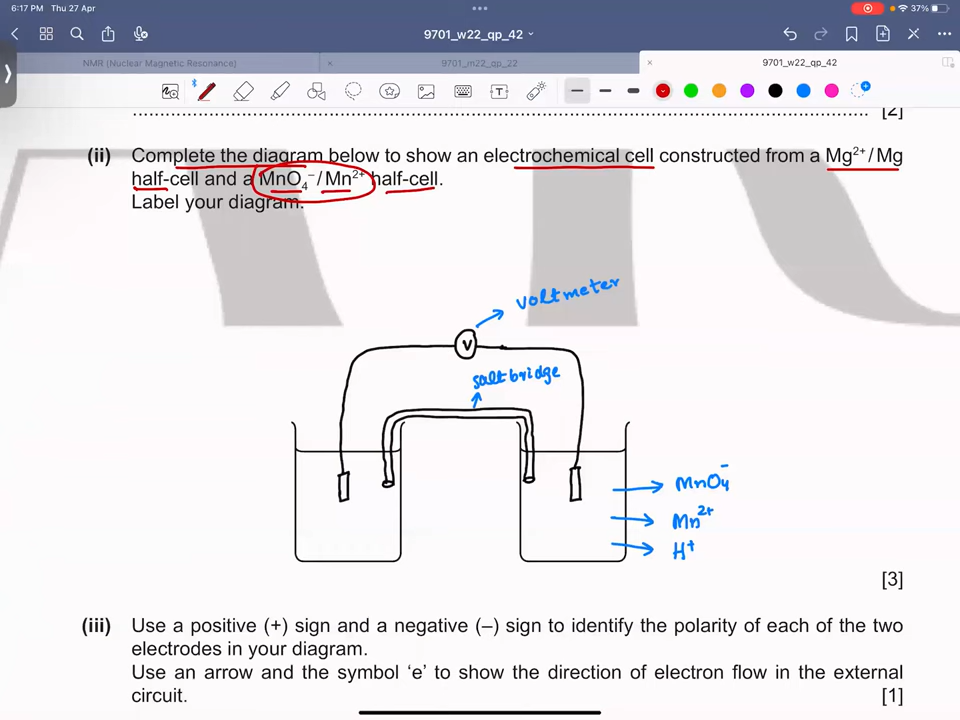 6:17 PM Thu 27 Apr
37%
9701_w22_qp_42
NMR (Nuclear Magnetic Resonance)
9701_m22_qp_22
9701_w22_qp_42
[2]
(ii) Complete the diagram below to show an electrochemical cell constructed from a Mg²⁺/Mg
half-cell and a MnO₄⁻/Mn²⁺ half-cell.
Label your diagram.
voltmeter
V
salt bridge
MnO₄⁻
Mn²⁺
H⁺
[3]
(iii) Use a positive (+) sign and a negative (–) sign to identify the polarity of each of the two
electrodes in your diagram.
Use an arrow and the symbol ‘e’ to show the direction of electron flow in the external
circuit. [1]